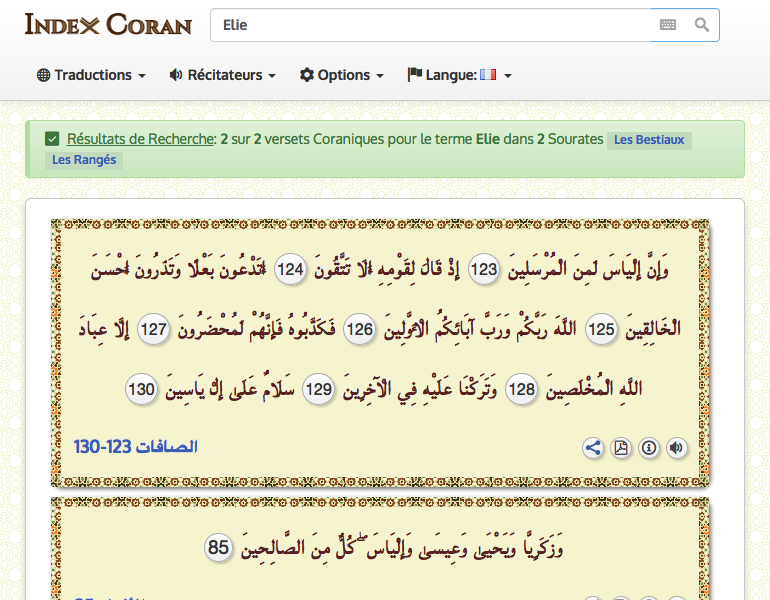 INDEX CORAN
Elie
Traductions Récitateurs Options Langue:
Résultats de Recherche: 2 sur 2 versets Coraniques pour le terme Elie dans 2 Sourates Les Bestiaux
Les Rangés
وَإِنَّ إِلْيَاسَ لَمِنَ الْمُرْسَلِينَ 123 إِذْ قَالَ لِقَوْمِهِ أَلَا تَتَّقُونَ 124 أَتَدْعُونَ بَعْلًا وَتَذَرُونَ أَحْسَنَ
الْخَالِقِينَ 125 اللَّهَ رَبَّكُمْ وَرَبَّ آبَائِكُمُ الْأَوَّلِينَ 126 فَكَذَّبُوهُ فَإِنَّهُمْ لَمُحْضَرُونَ 127 إِلَّا عِبَادَ
اللَّهِ الْمُخْلَصِينَ 128 وَتَرَكْنَا عَلَيْهِ فِي الْآخِرِينَ 129 سَلَامٌ عَلَىٰ إِلْ يَاسِينَ 130
الصافات 123-130
وَزَكَرِيَّا وَيَحْيَىٰ وَعِيسَىٰ وَإِلْيَاسَ ۖ كُلٌّ مِنَ الصَّالِحِينَ 85